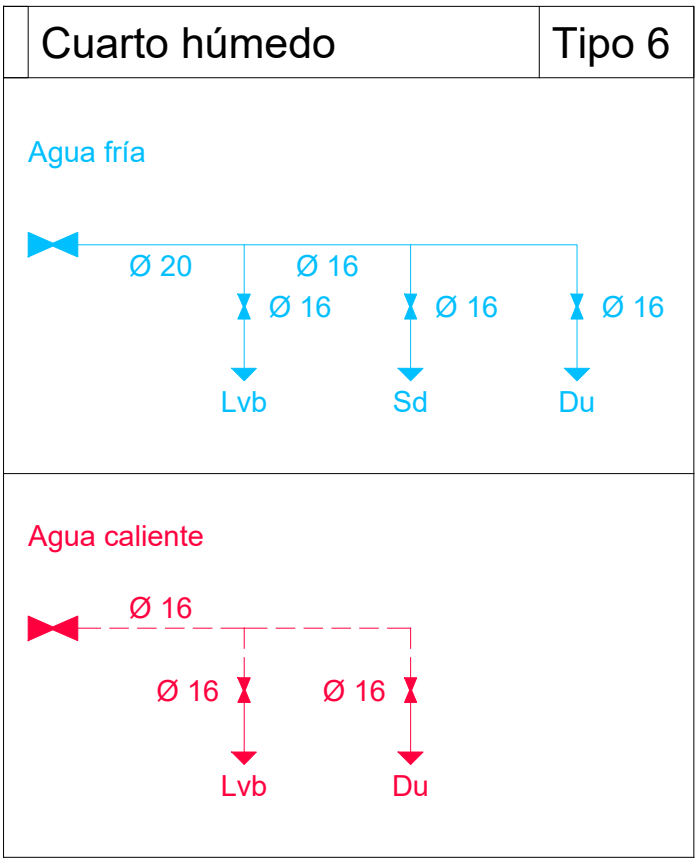 Cuarto húmedo Tipo 6
Agua fría
Ø 20 Ø 16
Ø 16 Ø 16 Ø 16
Lvb Sd Du
Agua caliente
Ø 16
Ø 16 Ø 16
Lvb Du